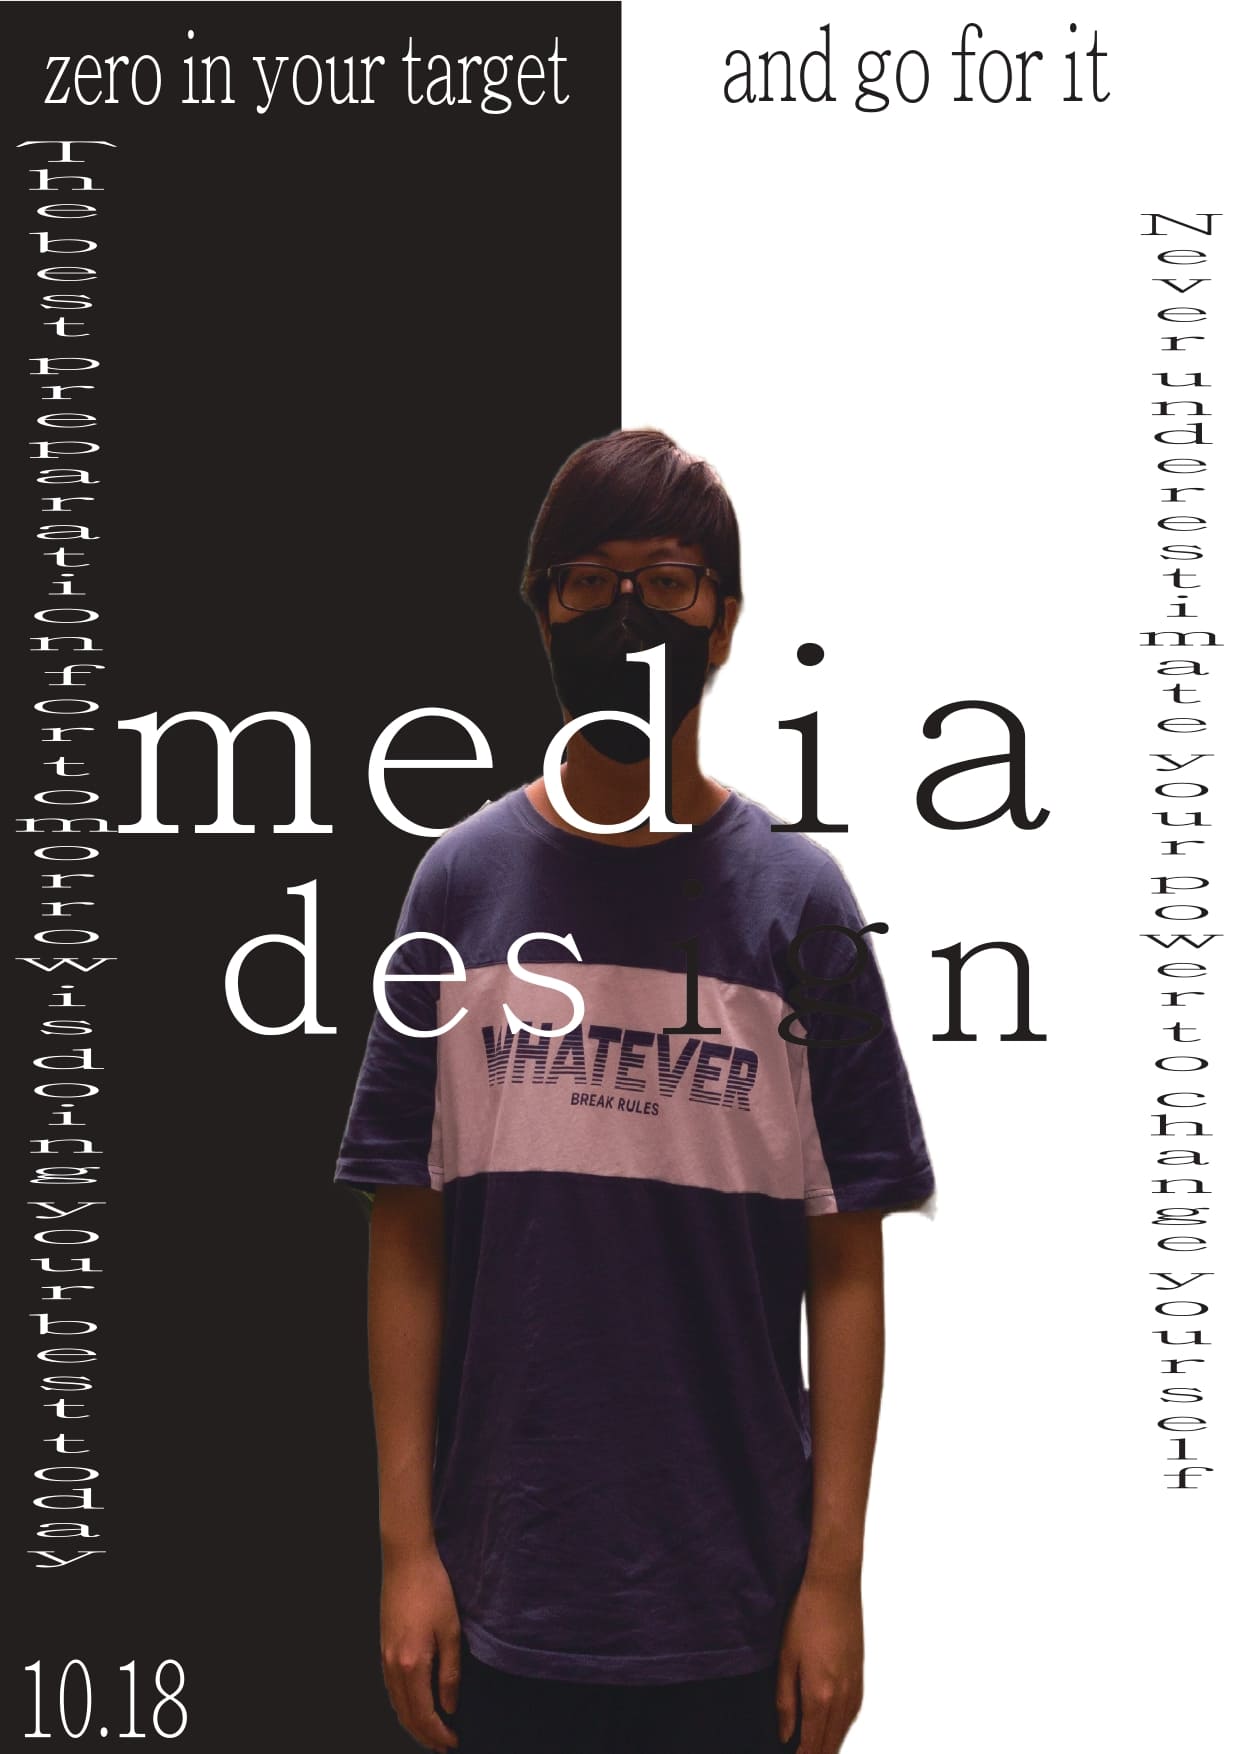 zero in your target
and go for it
The best preparation for tomorrow is doing your best today
Never underestimate your power to change yourself
media
design
WHATEVER
BREAK RULES
10.18